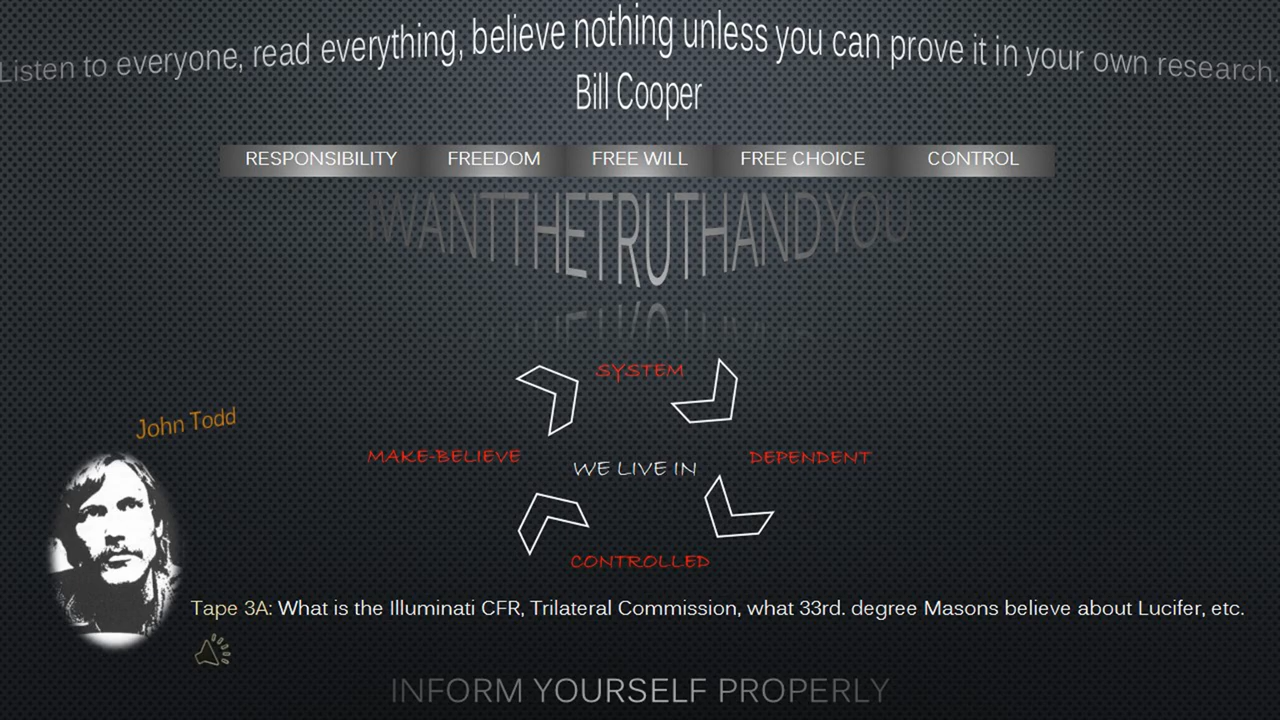 Listen to everyone, read everything, believe nothing unless you can prove it in your own research
Bill Cooper
RESPONSIBILITY FREEDOM FREE WILL FREE CHOICE CONTROL
IWANTTHETRUTHANDYOU
SYSTEM
John Todd
MAKE-BELIEVE WE LIVE IN DEPENDENT
CONTROLLED
Tape 3A: What is the Illuminati CFR, Trilateral Commission, what 33rd. degree Masons believe about Lucifer, etc.
INFORM YOURSELF PROPERLY